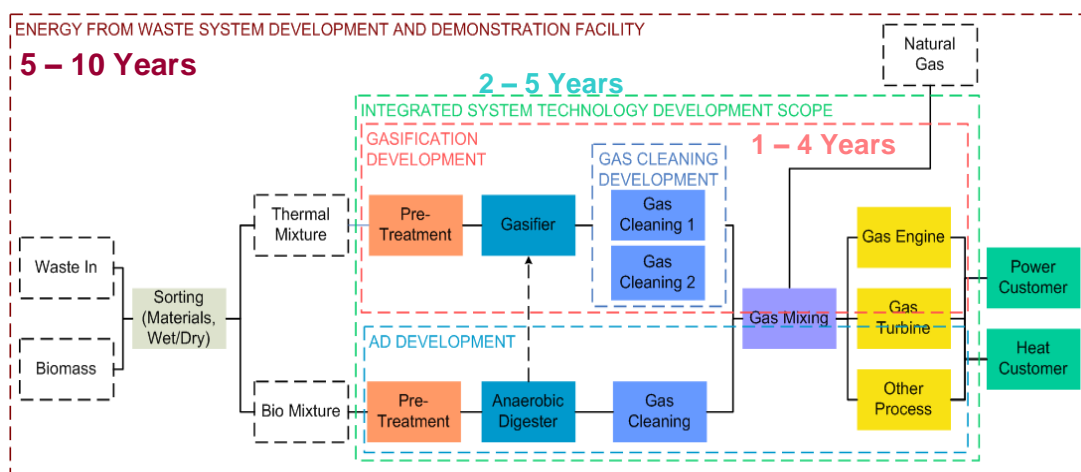 ENERGY FROM WASTE SYSTEM DEVELOPMENT AND DEMONSTRATION FACILITY
5 – 10 Years
Natural
Gas
2 – 5 Years
INTEGRATED SYSTEM TECHNOLOGY DEVELOPMENT SCOPE
GASIFICATION
DEVELOPMENT
1 – 4 Years
GAS CLEANING
DEVELOPMENT
Thermal
Mixture
Pre-
Treatment
Gasifier
Gas
Cleaning 1
Gas
Cleaning 2
Gas Engine
Waste In
Sorting
(Materials,
Wet/Dry)
Biomass
Gas Mixing
Gas
Turbine
Power
Customer
Heat
Customer
AD DEVELOPMENT
Bio Mixture
Pre-
Treatment
Anaerobic
Digester
Gas
Cleaning
Other
Process